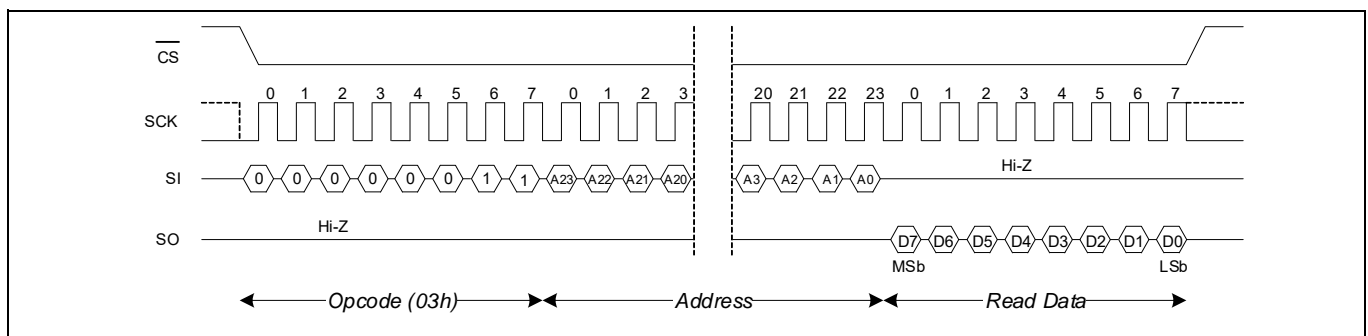 CS
0 1 2 3 4 5 6 7 0 1 2 3 20 21 22 23 0 1 2 3 4 5 6 7
SCK
SI 0 0 0 0 0 0 1 1 A23 A22 A21 A20 A3 A2 A1 A0 Hi-Z
SO Hi-Z D7 D6 D5 D4 D3 D2 D1 D0
MSb LSb
Opcode (03h) Address Read Data